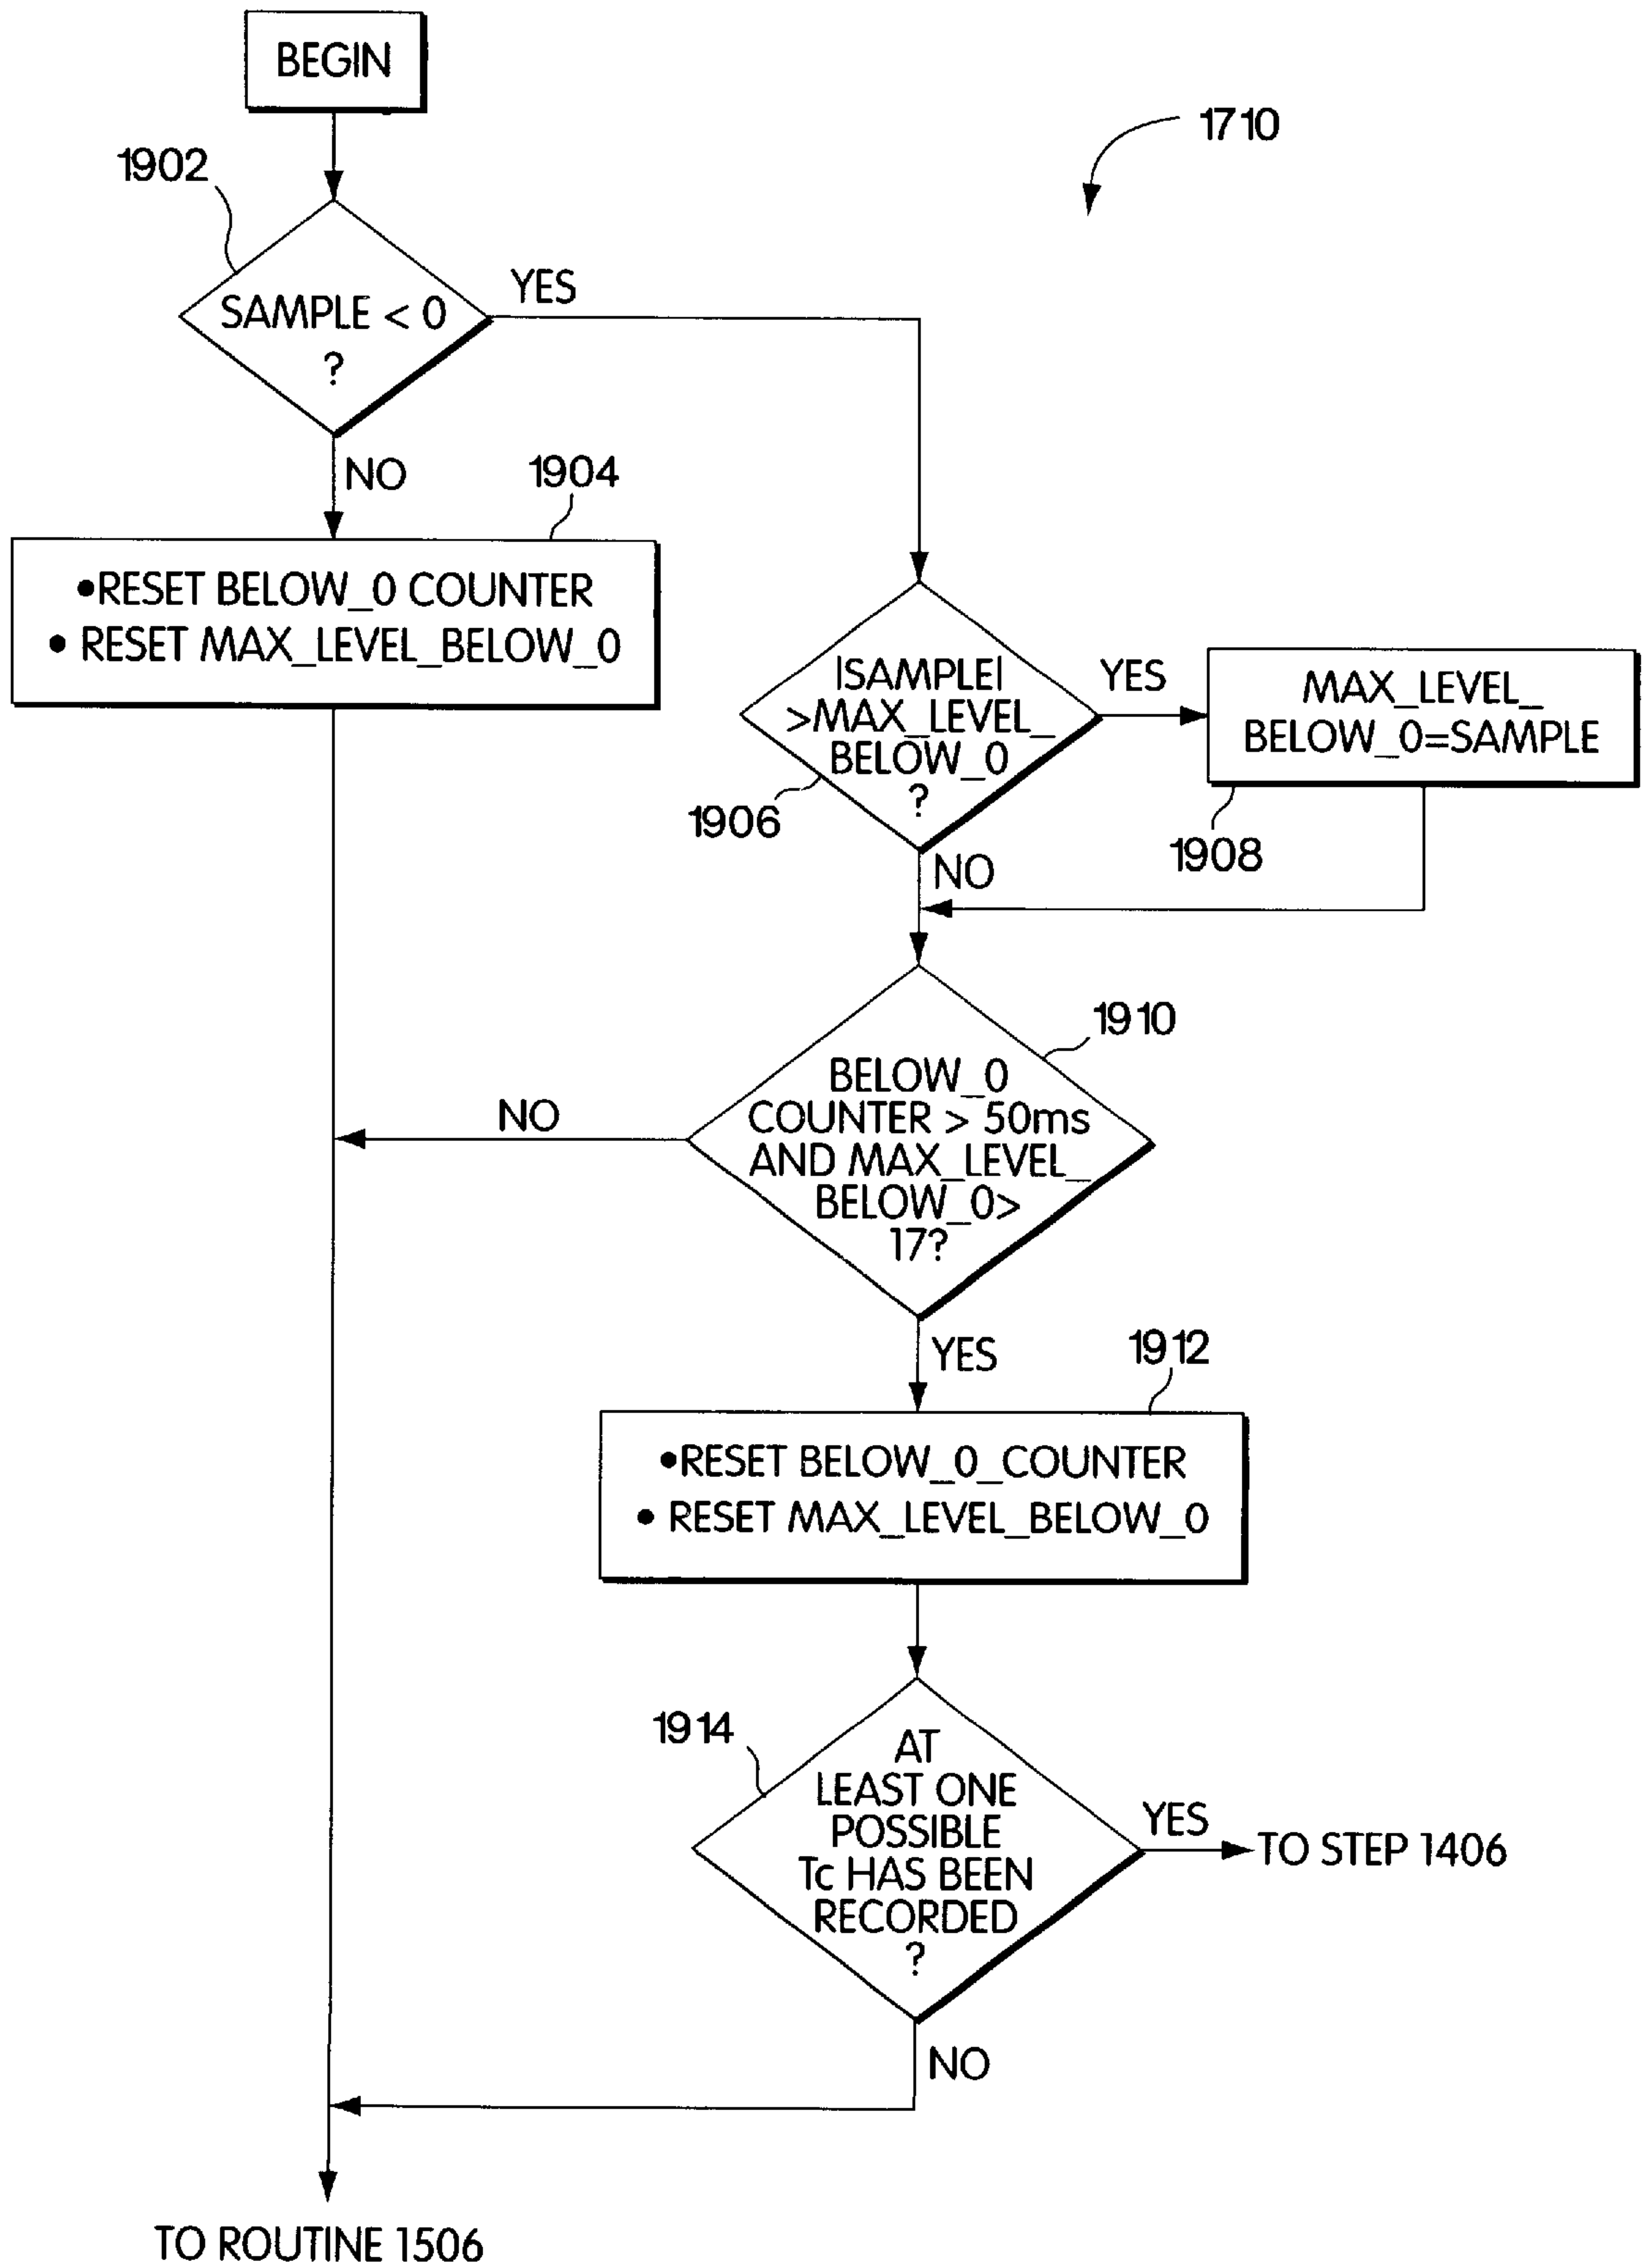 BEGIN
1710
1902
SAMPLE < 0
?
YES
NO
1904
•RESET BELOW_0 COUNTER
• RESET MAX_LEVEL_BELOW_0
|SAMPLE|
>MAX_LEVEL_
BELOW_0
?
1906
YES
MAX_LEVEL_
BELOW_0=SAMPLE
1908
NO
1910
BELOW_0
COUNTER > 50ms
AND MAX_LEVEL_
BELOW_0>
17?
NO
YES
1912
•RESET BELOW_0_COUNTER
• RESET MAX_LEVEL_BELOW_0
1914
AT
LEAST ONE
POSSIBLE
Tc HAS BEEN
RECORDED
?
YES
TO STEP 1406
NO
TO ROUTINE 1506